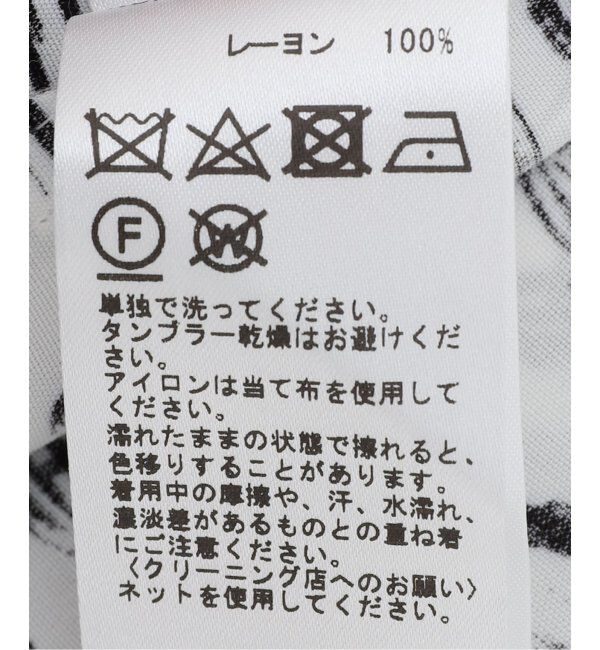 レーヨン 100%
F W
単独で洗ってください。
タンブラー乾燥はお避けくだ
さい。
アイロンは当て布を使用して
ください。
濡れたままの状態で擦れると、
色移りすることがあります。
着用中の摩擦や、汗、水濡れ、
濃淡差があるものとの重ね着
にご注意ください。
〈クリーニング店へのお願い〉
ネットを使用してください。